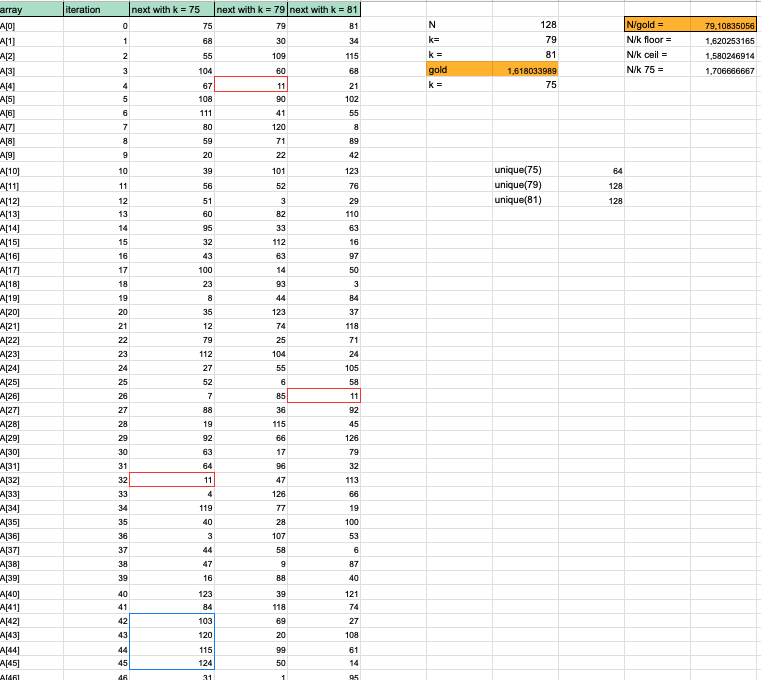 array iteration next with k = 75 next with k = 79 next with k = 81
A[0] 0 75 79 81 N 128 N/gold = 79,10835056
A[1] 1 68 30 34 k= 79 N/k floor = 1,620253165
A[2] 2 55 109 115 k = 81 N/k ceil = 1,580246914
A[3] 3 104 60 68 gold 1,618033989 N/k 75 = 1,706666667
A[4] 4 67 11 21 k = 75
A[5] 5 108 90 102
A[6] 6 111 41 55
A[7] 7 80 120 8
A[8] 8 59 71 89
A[9] 9 20 22 42
A[10] 10 39 101 123 unique(75) 64
A[11] 11 56 52 76 unique(79) 128
A[12] 12 51 3 29 unique(81) 128
A[13] 13 60 82 110
A[14] 14 95 33 63
A[15] 15 32 112 16
A[16] 16 43 63 97
A[17] 17 100 14 50
A[18] 18 23 93 3
A[19] 19 8 44 84
A[20] 20 35 123 37
A[21] 21 12 74 118
A[22] 22 79 25 71
A[23] 23 112 104 24
A[24] 24 27 55 105
A[25] 25 52 6 58
A[26] 26 7 85 11
A[27] 27 88 36 92
A[28] 28 19 115 45
A[29] 29 92 66 126
A[30] 30 63 17 79
A[31] 31 64 96 32
A[32] 32 11 47 113
A[33] 33 4 126 66
A[34] 34 119 77 19
A[35] 35 40 28 100
A[36] 36 3 107 53
A[37] 37 44 58 6
A[38] 38 47 9 87
A[39] 39 16 88 40
A[40] 40 123 39 121
A[41] 41 84 118 74
A[42] 42 103 69 27
A[43] 43 120 20 108
A[44] 44 115 99 61
A[45] 45 124 50 14
A[46] 46 31 1 95